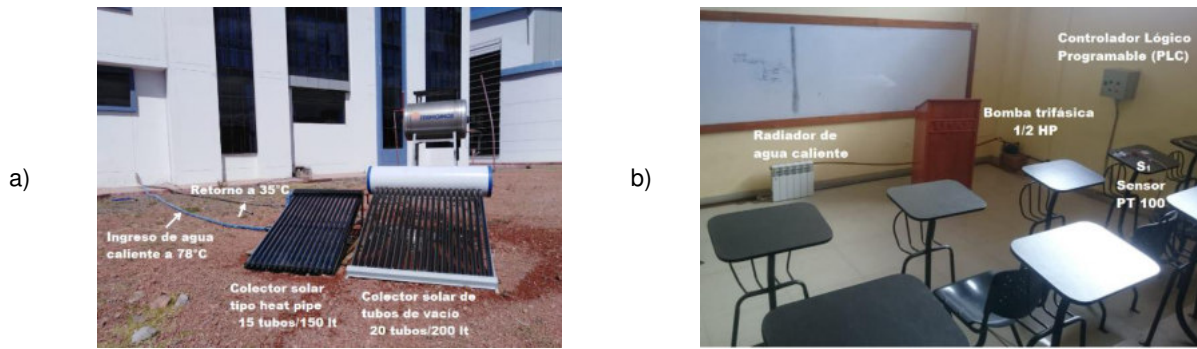 a)
Retorno a 35°C
Ingreso de agua
caliente a 78°C
Colector solar
tipo heat pipe
15 tubos/150 lt
Colector solar de
tubos de vacío
20 tubos/200 lt
b)
Controlador Lógico
Programable (PLC)
Bomba trifásica
1/2 HP
Radiador de
agua caliente
S1
Sensor
PT 100